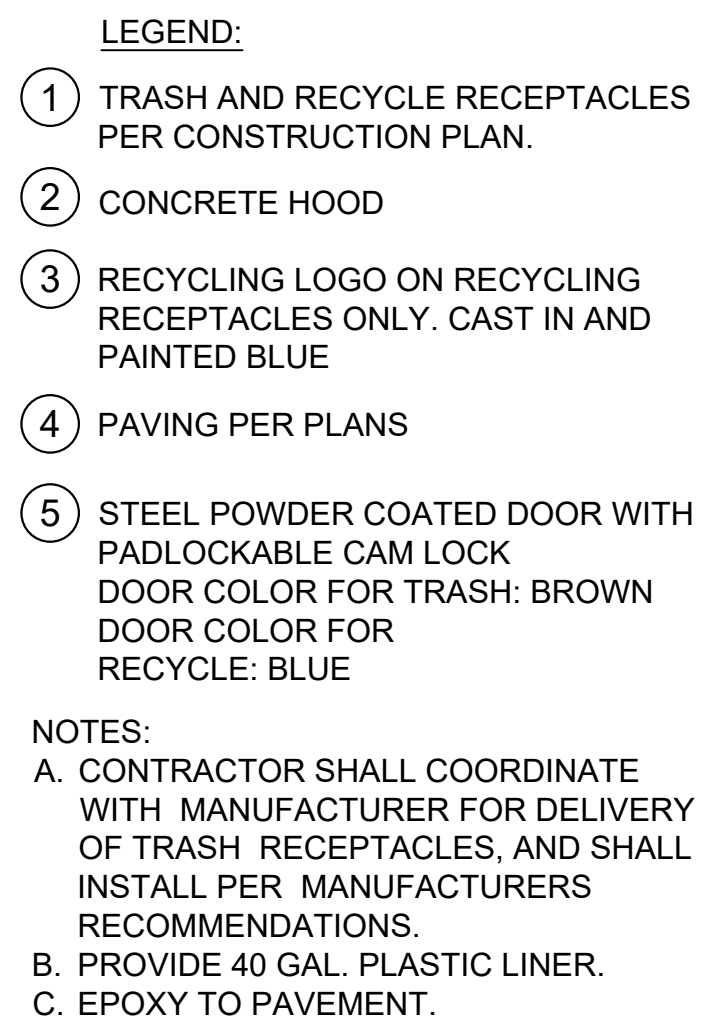 LEGEND:
1 TRASH AND RECYCLE RECEPTACLES
PER CONSTRUCTION PLAN.
2 CONCRETE HOOD
3 RECYCLING LOGO ON RECYCLING
RECEPTACLES ONLY. CAST IN AND
PAINTED BLUE
4 PAVING PER PLANS
5 STEEL POWDER COATED DOOR WITH
PADLOCKABLE CAM LOCK
DOOR COLOR FOR TRASH: BROWN
DOOR COLOR FOR
RECYCLE: BLUE
NOTES:
A. CONTRACTOR SHALL COORDINATE
WITH MANUFACTURER FOR DELIVERY
OF TRASH RECEPTACLES, AND SHALL
INSTALL PER MANUFACTURERS
RECOMMENDATIONS.
B. PROVIDE 40 GAL. PLASTIC LINER.
C. EPOXY TO PAVEMENT.